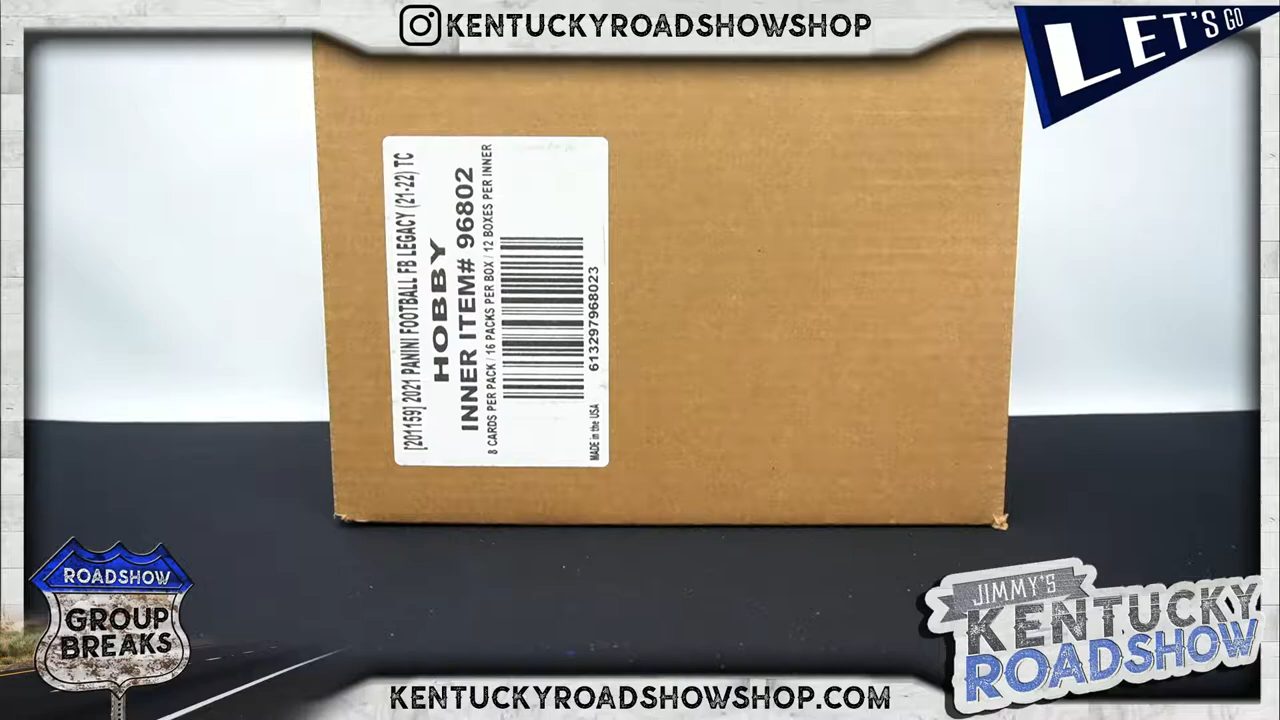 KENTUCKYROADSHOWSHOP
LET'S GO
[201159] 2021 PANINI FOOTBALL FB LEGACY (21-22) TC
HOBBY
INNER ITEM# 96802
8 CARDS PER PACK / 16 PACKS PER BOX / 12 BOXES PER INNER
613297968023
MADE in the USA
ROADSHOW
GROUP
BREAKS
JIMMY'S
KENTUCKY
ROADSHOW
KENTUCKYROADSHOWSHOP.COM